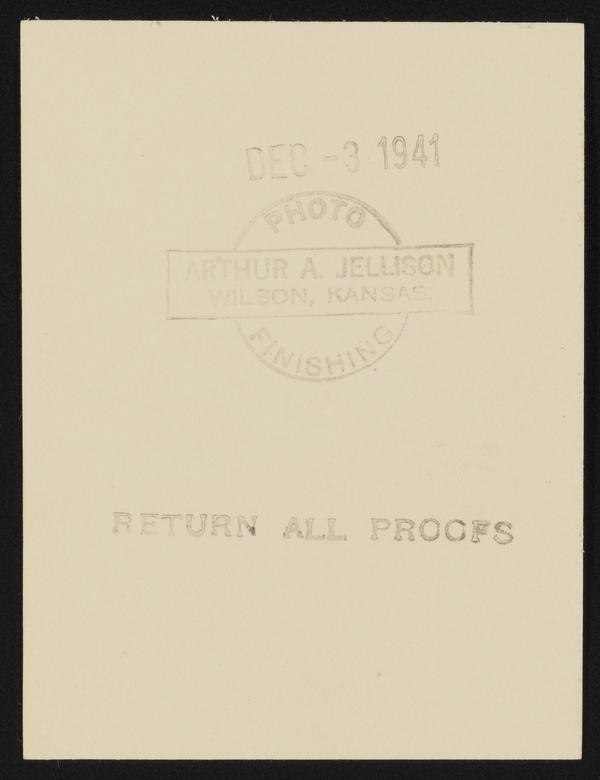 DEC -3 1941
PHOTO
ARTHUR A. JELLISON
WILSON, KANSAS.
FINISHING
RETURN ALL PROOFS